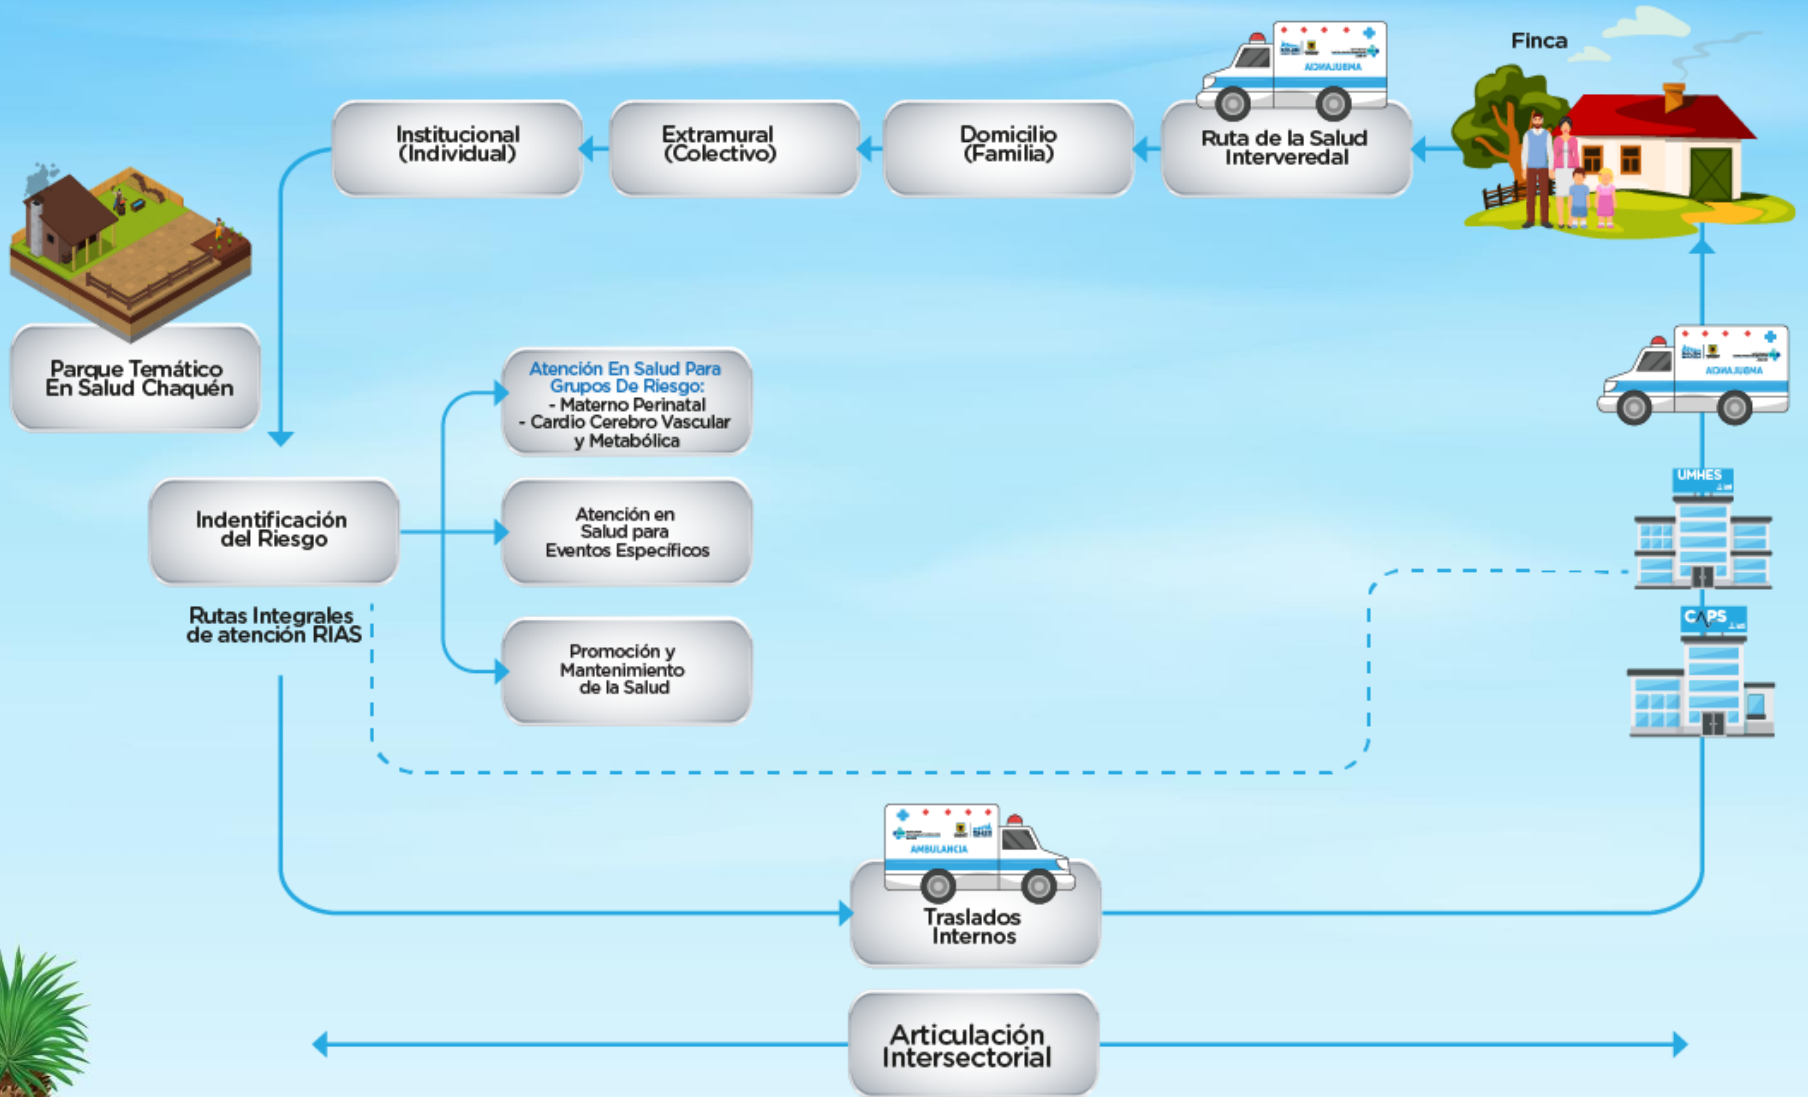 Finca
AMBULANCIA
Institucional
(Individual)
Extramural
(Colectivo)
Domicilio
(Familia)
Ruta de la Salud
Interveredal
Parque Temático
En Salud Chaquén
Atención En Salud Para
Grupos De Riesgo:
- Materno Perinatal
- Cardio Cerebro Vascular
y Metabólica
AMBULANCIA
UMHES
Indentificación
del Riesgo
Atención en
Salud para
Eventos Específicos
Rutas Integrales
de atención RIAS
CAPS
Promoción y
Mantenimiento
de la Salud
AMBULANCIA
Traslados
Internos
Articulación
Intersectorial